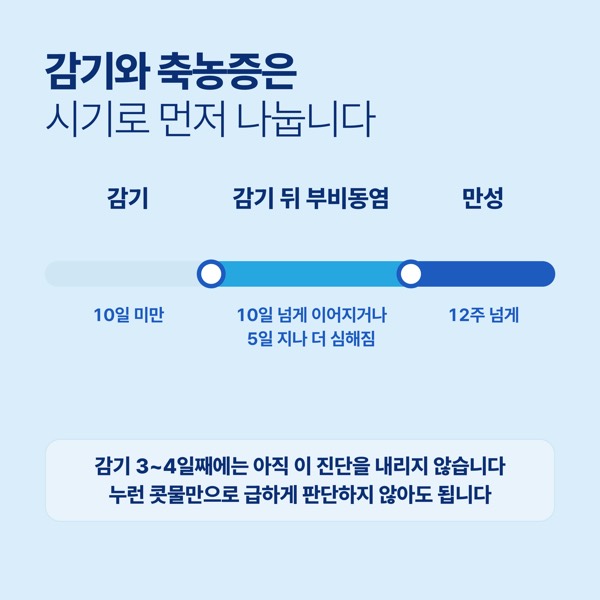 감기와 축농증은
시기로 먼저 나눕니다
감기
감기 뒤 부비동염
만성
10일 미만
10일 넘게 이어지거나
5일 지나 더 심해짐
12주 넘게
감기 3~4일째에는 아직 이 진단을 내리지 않습니다
누런 콧물만으로 급하게 판단하지 않아도 됩니다